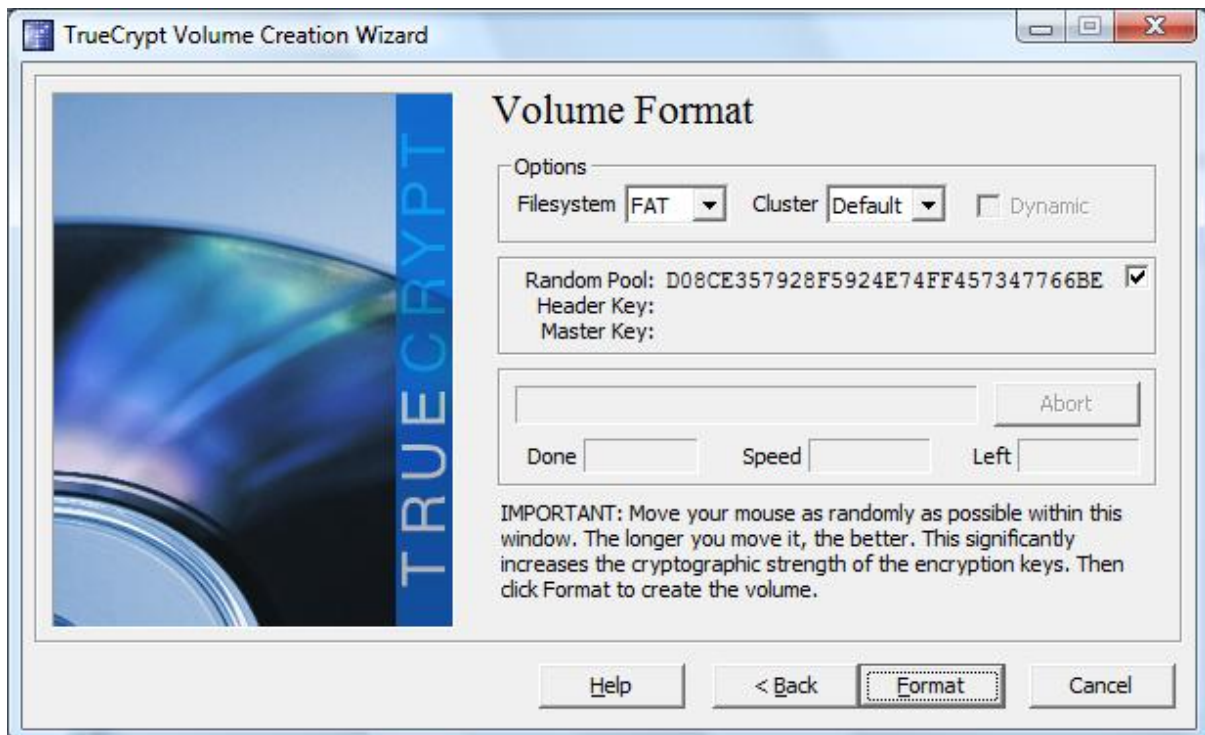 TrueCrypt Volume Creation Wizard
TRUECRYPT
Volume Format
Options
Filesystem FAT Cluster Default Dynamic
Random Pool: D08CE357928F5924E74FF457347766BE
Header Key:
Master Key:
Abort
Done Speed Left
IMPORTANT: Move your mouse as randomly as possible within this
window. The longer you move it, the better. This significantly
increases the cryptographic strength of the encryption keys. Then
click Format to create the volume.
Help < Back Format Cancel